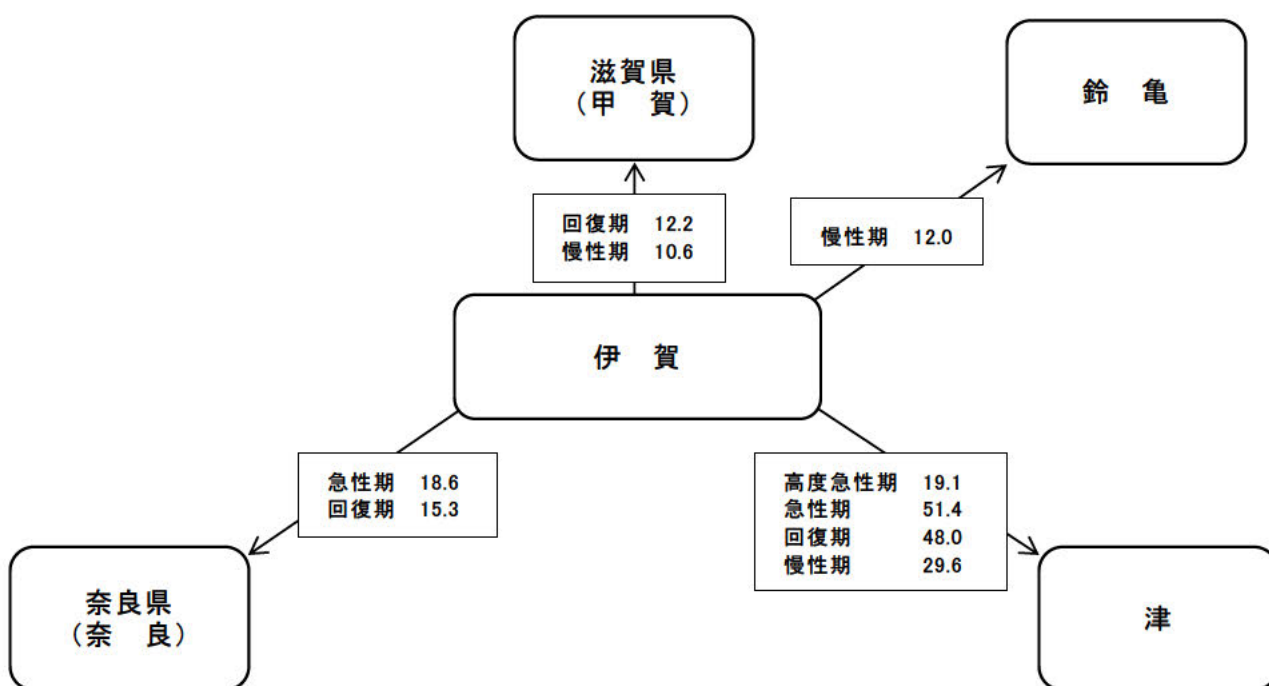 滋賀県
（甲　賀）
鈴　亀
回復期　12.2
慢性期　10.6
慢性期　12.0
伊　賀
急性期　18.6
回復期　15.3
高度急性期　19.1
急性期　51.4
回復期　48.0
慢性期　29.6
奈良県
（奈　良）
津